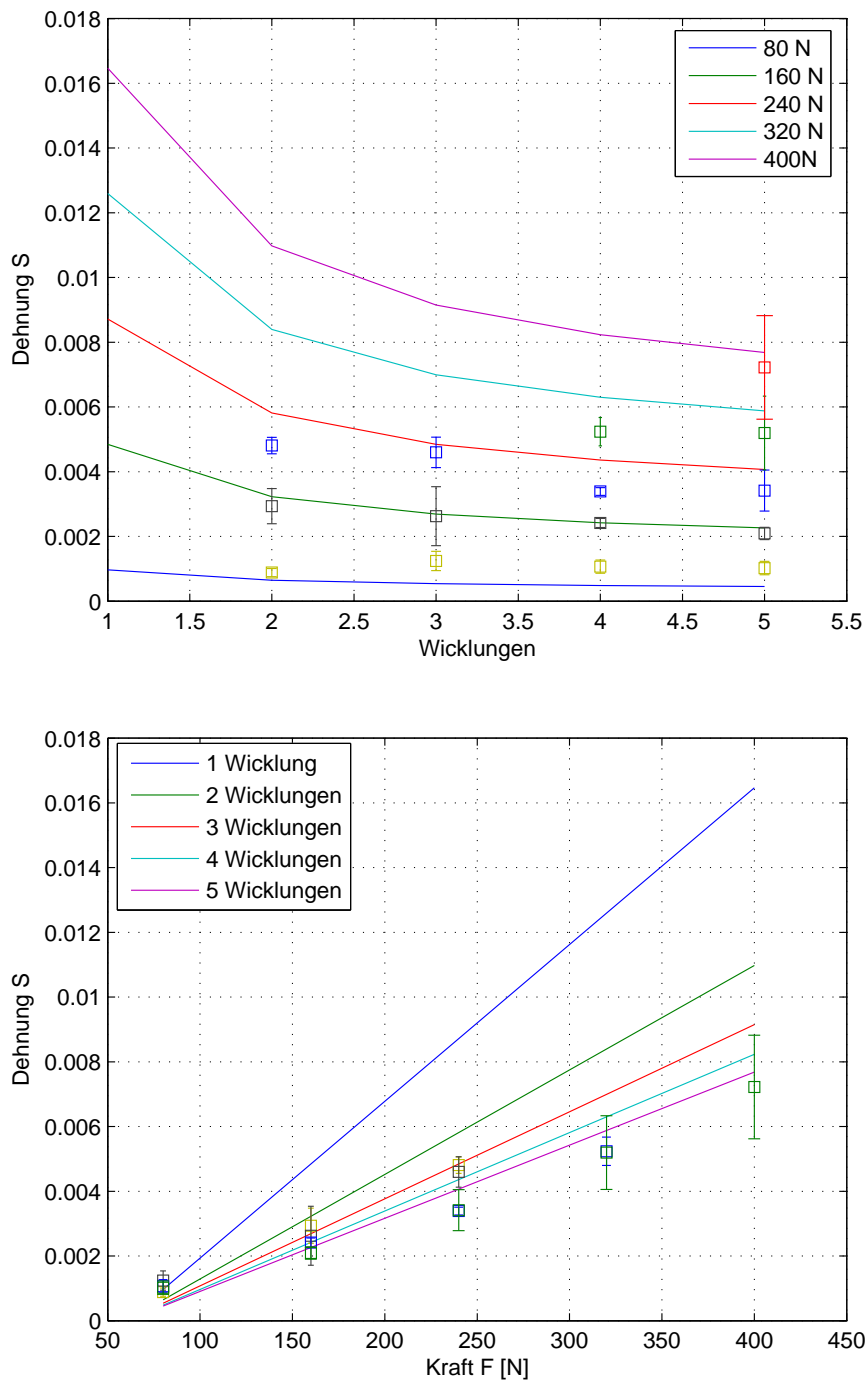 0.018
0.016
0.014
0.012
0.01
0.008
0.006
0.004
0.002
0
Dehnung S
80 N
160 N
240 N
320 N
400N
1 1.5 2 2.5 3 3.5 4 4.5 5 5.5
Wicklungen
0.018
0.016
0.014
0.012
0.01
0.008
0.006
0.004
0.002
0
Dehnung S
1 Wicklung
2 Wicklungen
3 Wicklungen
4 Wicklungen
5 Wicklungen
50 100 150 200 250 300 350 400 450
Kraft F [N]